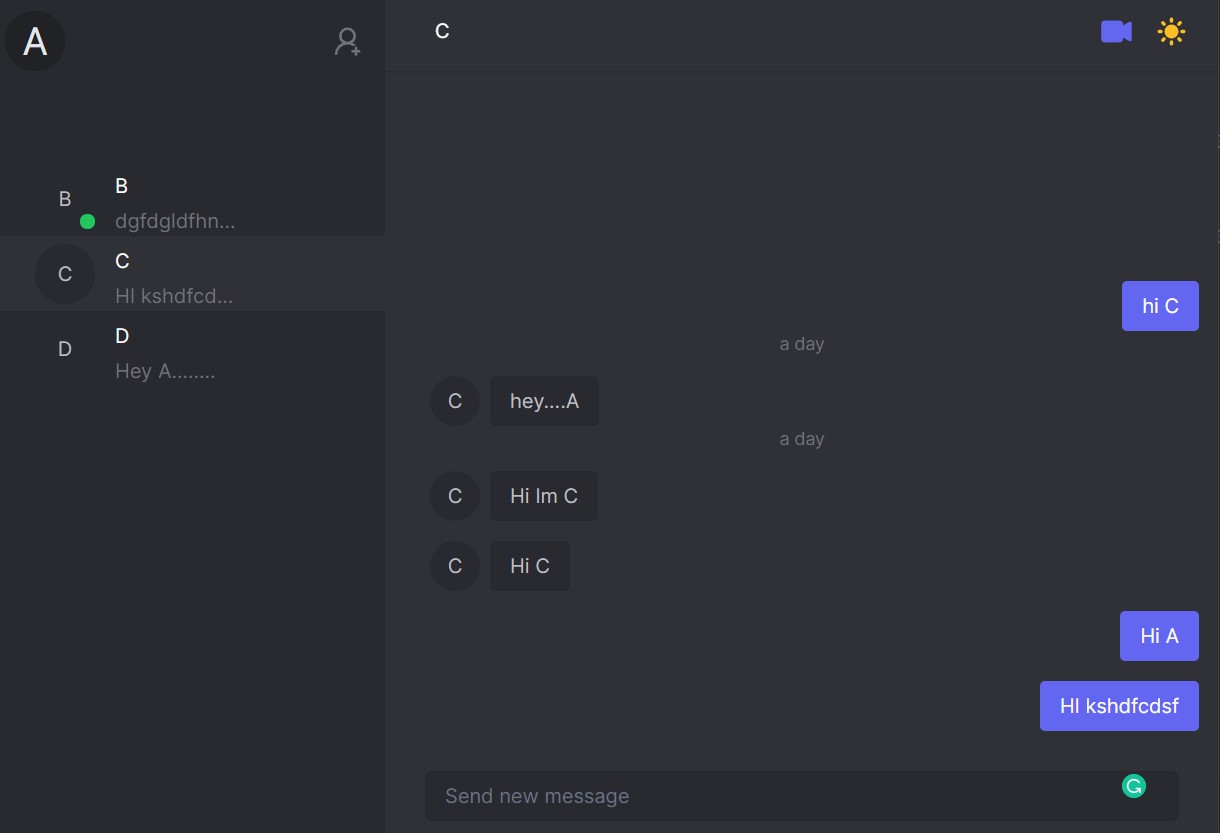 A
B
B
dgfdgldfhn...
C
C
HI kshdfcd...
D
D
Hey A........
C
hi C
a day
C
hey....A
a day
C
Hi Im C
C
Hi C
Hi A
HI kshdfcdsf
Send new message